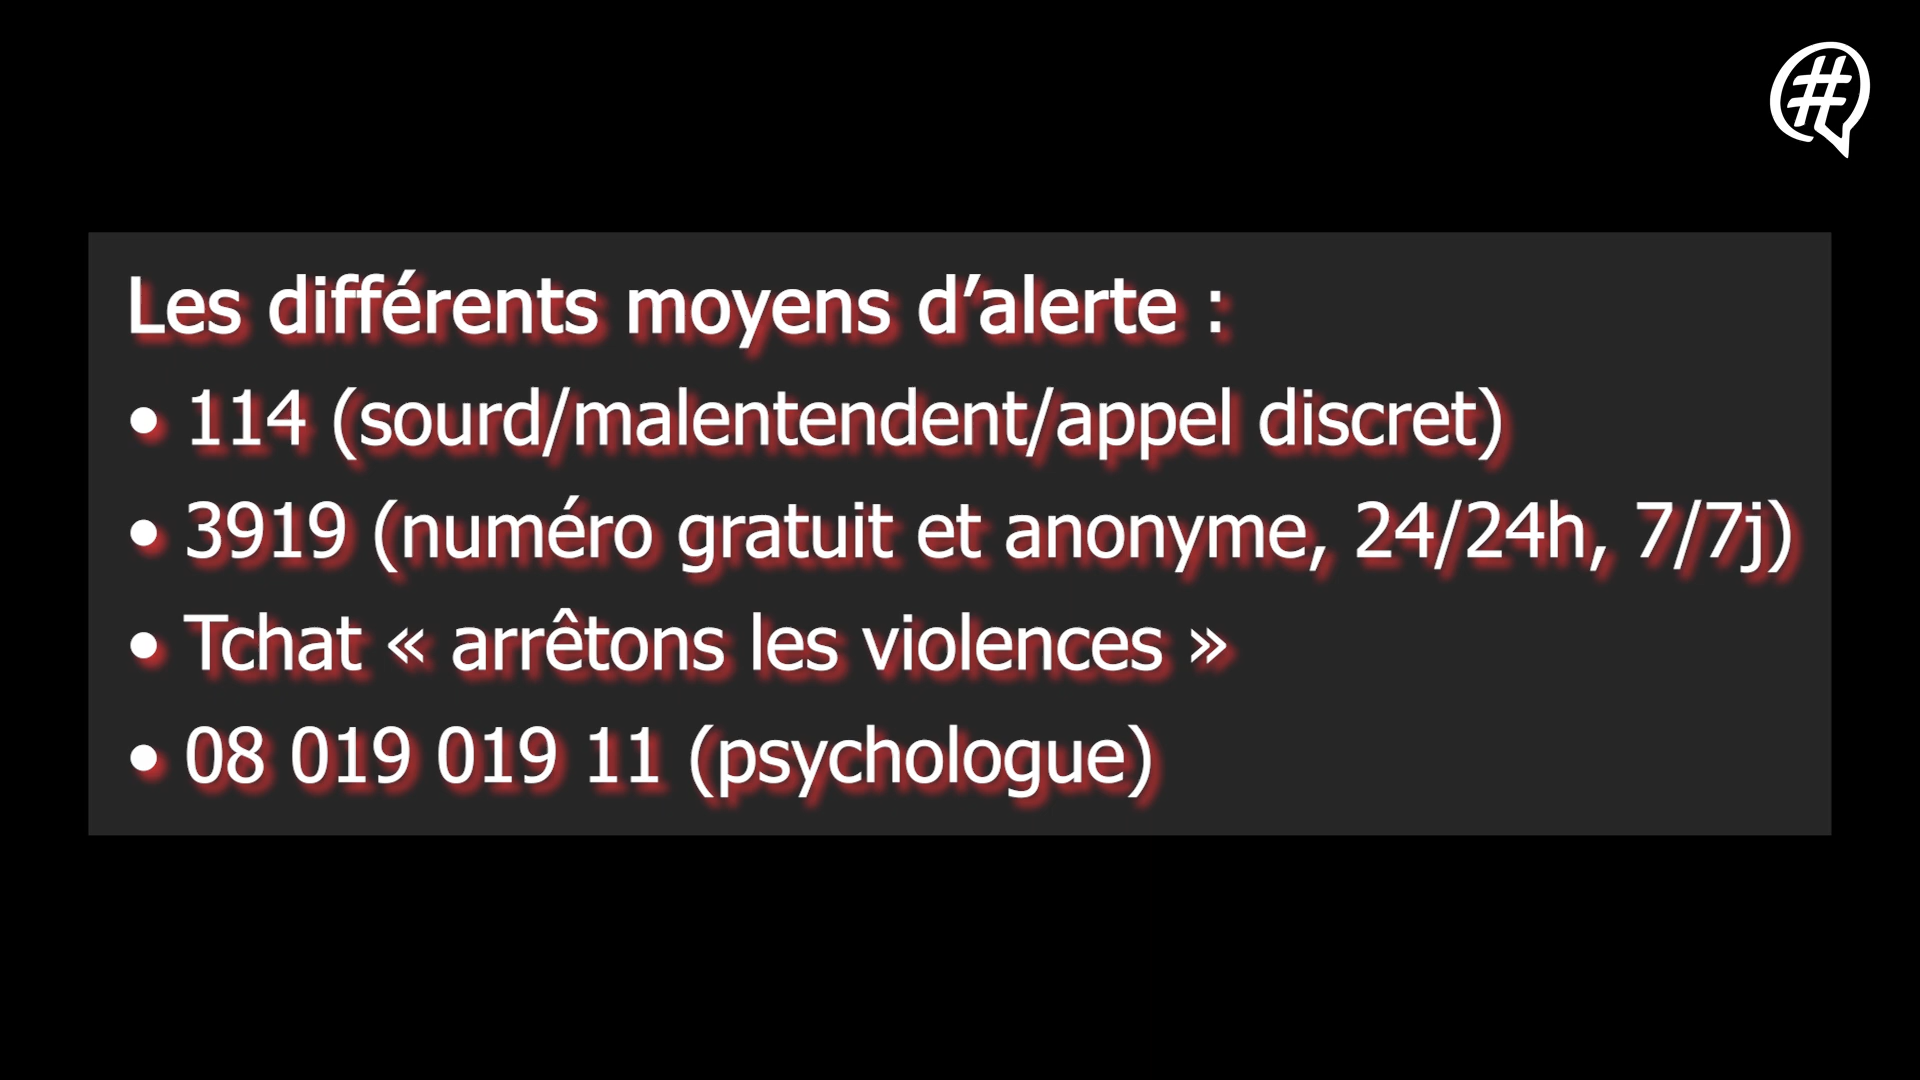 Les différents moyens d’alerte :
• 114 (sourd/malentendent/appel discret)
• 3919 (numéro gratuit et anonyme, 24/24h, 7/7j)
• Tchat « arrêtons les violences »
• 08 019 019 11 (psychologue)